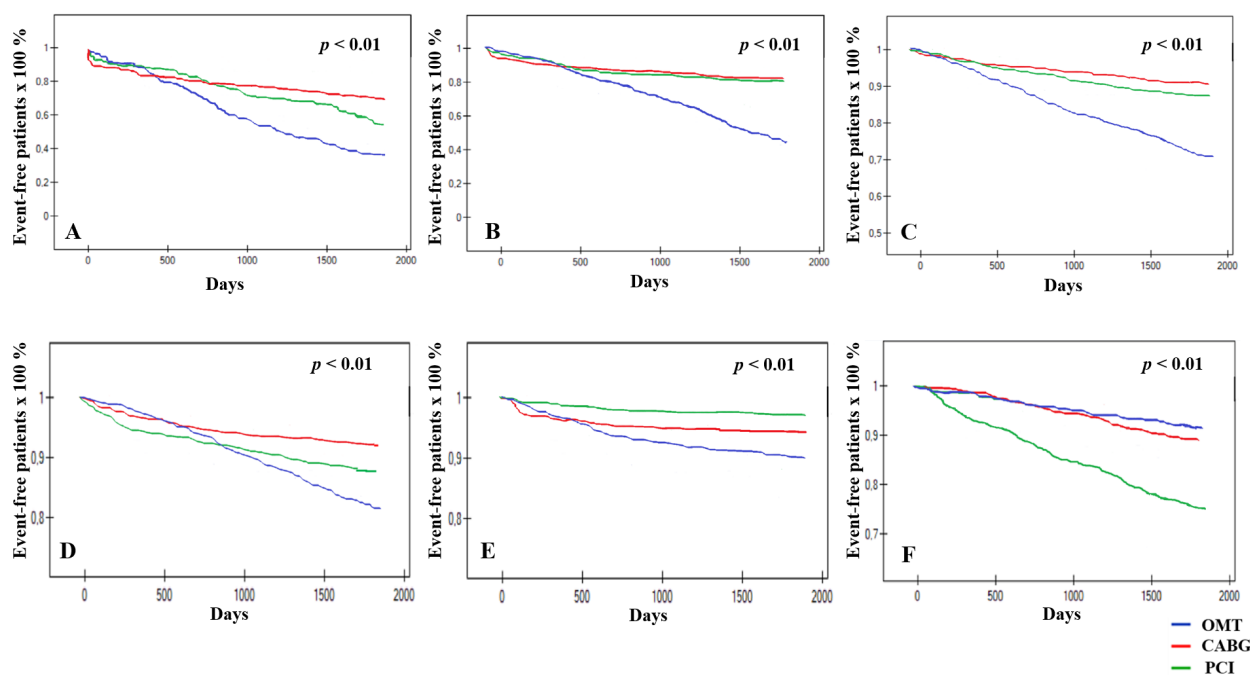 Event-free patients x 100 %
p < 0.01
1
0.8
0.6
0.4
0,2
0
A
0
500
1000
1500
2000
Days
Event-free patients x 100 %
p < 0.01
1
0.8
0.6
0.4
0,2
0
B
0
500
1000
1500
2000
Days
Event-free patients x 100 %
p < 0.01
1
0,9
0,8
0,7
0,6
0,5
C
0
500
1000
1500
2000
Days
Event-free patients x 100 %
p < 0.01
1
0,9
0,8
D
0
500
1000
1500
2000
Days
Event-free patients x 100 %
p < 0.01
1
0,9
0,8
E
0
500
1000
1500
2000
Days
Event-free patients x 100 %
p < 0.01
1
0,9
0,8
0,7
F
0
500
1000
1500
2000
Days
OMT
CABG
PCI